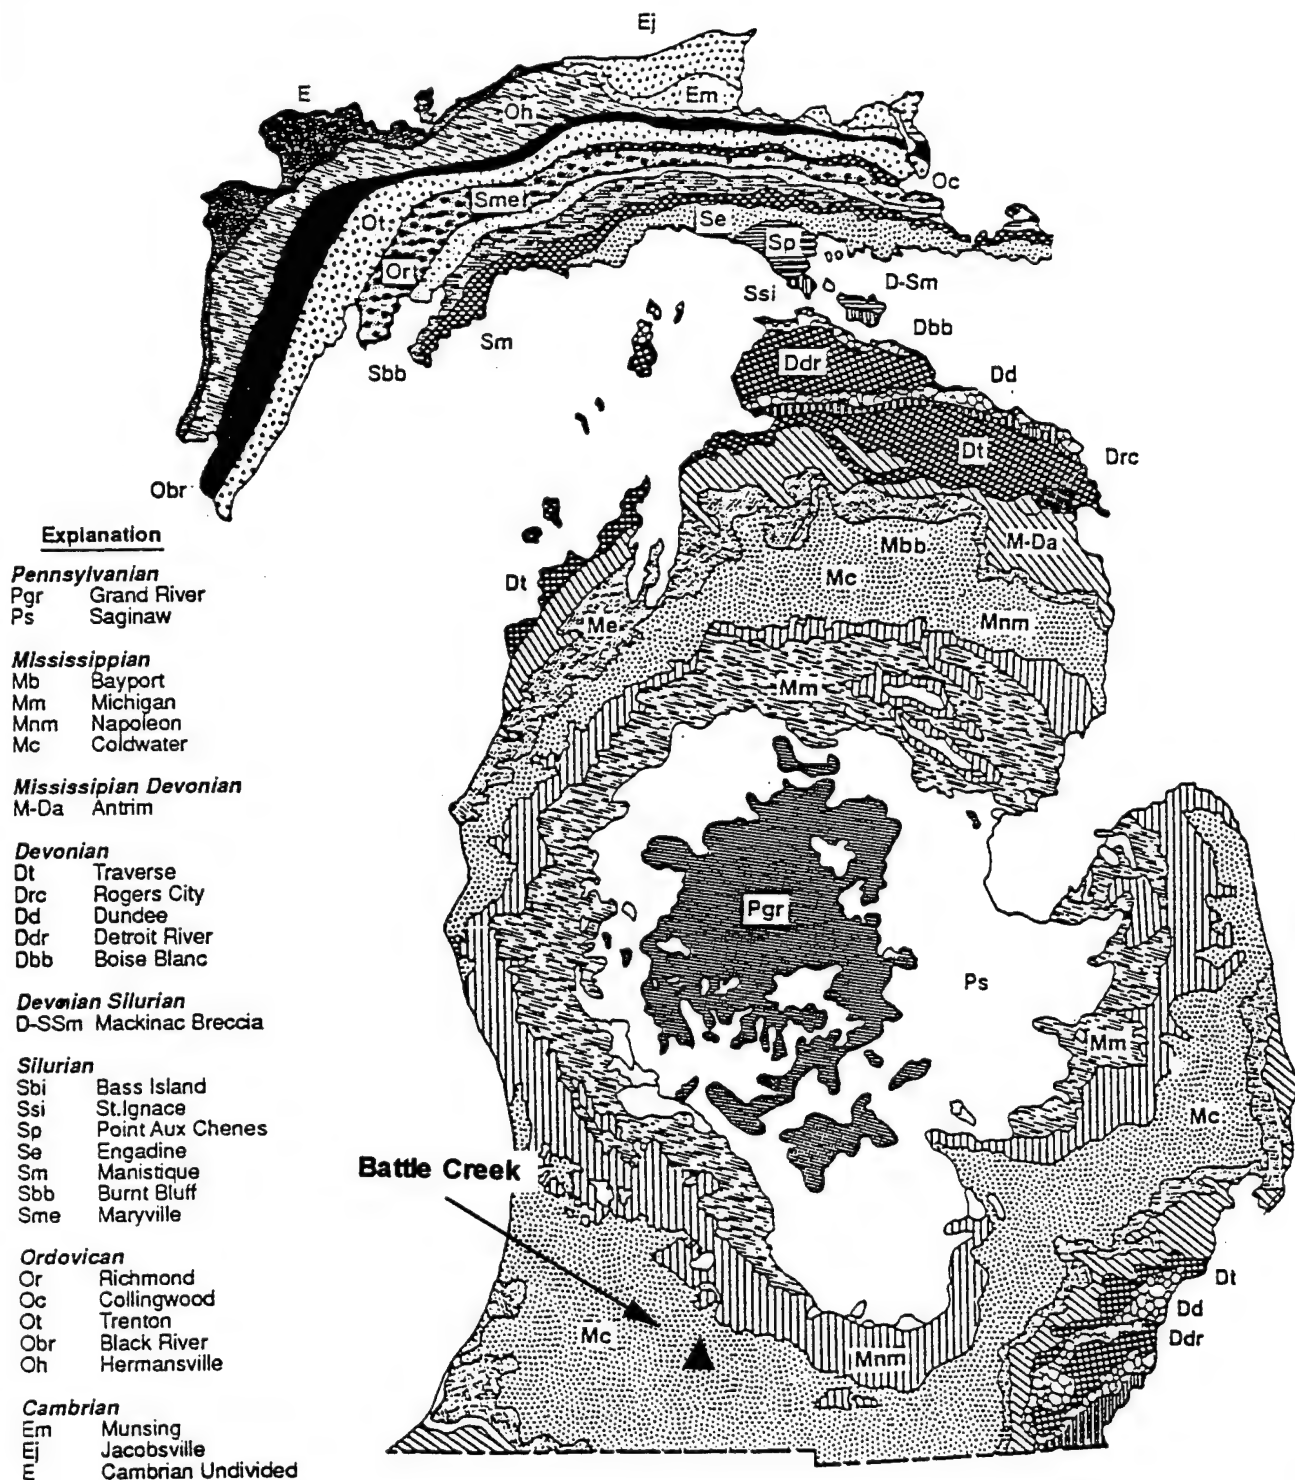 Ej
E
Em
Oh
Oc
Sme
Se
Ot
Sp
Or
D-Sm
Ssi
Dbb
Sm
Sbb
Ddr
Dd
Dt
Drc
Obr
Mbb
M-Da
Mc
Dt
Me
Mnm
Mm
Pgr
Ps
Mm
Mc
Battle Creek
Dt
Dd
Mc
Ddr
Mnm
Explanation
Pennsylvanian
Pgr Grand River
Ps Saginaw
Mississippian
Mb Bayport
Mm Michigan
Mnm Napoleon
Mc Coldwater
Mississipian Devonian
M-Da Antrim
Devonian
Dt Traverse
Drc Rogers City
Dd Dundee
Ddr Detroit River
Dbb Boise Blanc
Devonian Silurian
D-SSm Mackinac Breccia
Silurian
Sbi Bass Island
Ssi St.Ignace
Sp Point Aux Chenes
Se Engadine
Sm Manistique
Sbb Burnt Bluff
Sme Maryville
Ordovican
Or Richmond
Oc Collingwood
Ot Trenton
Obr Black River
Oh Hermansville
Cambrian
Em Munsing
Ej Jacobsville
E Cambrian Undivided